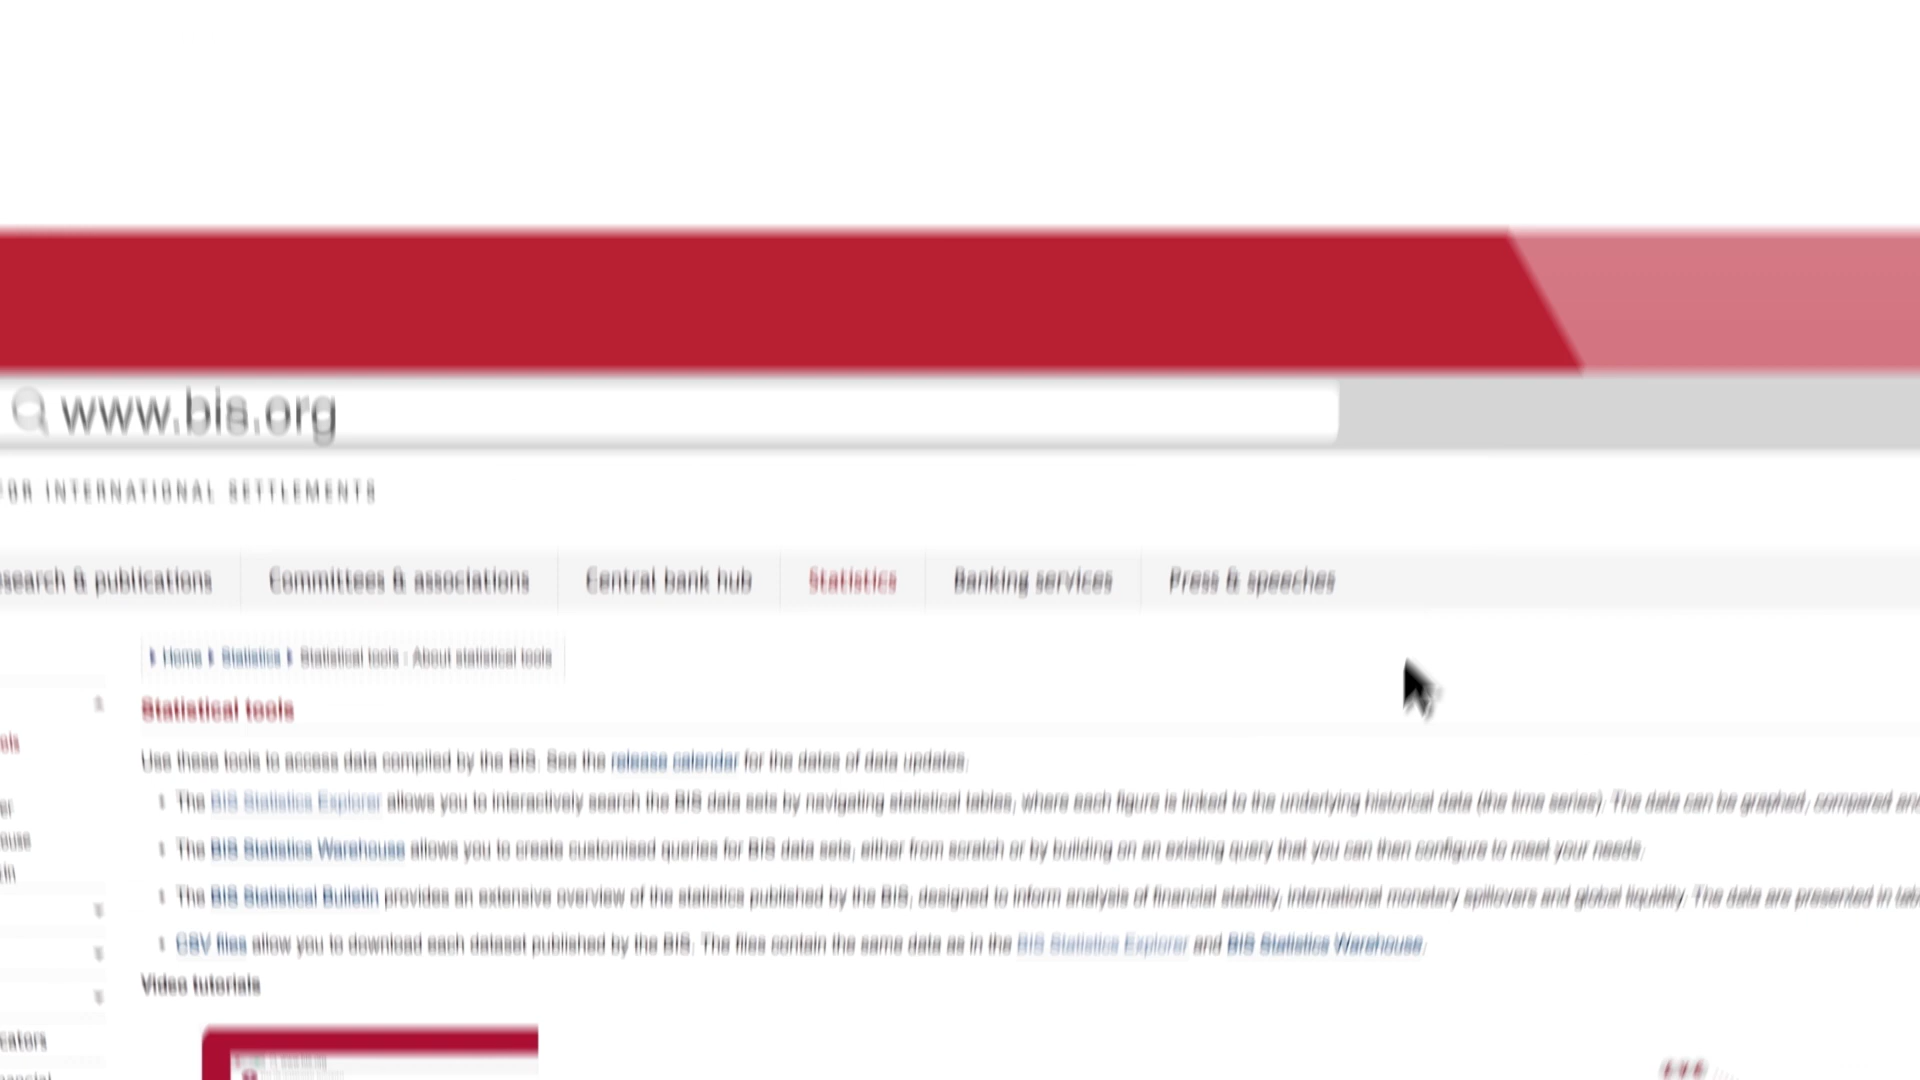 www.bis.org
FOR INTERNATIONAL SETTLEMENTS
search & publications
Committees & associations
Central bank hub
Statistics
Banking services
Press & speeches
Home Statistics Statistical tools : About statistical tools
Statistical tools
Use these tools to access data compiled by the BIS. See the release calendar for the dates of data updates.
The BIS Statistics Explorer allows you to interactively search the BIS data sets by navigating statistical tables, where each figure is linked to the underlying historical data (the time series). The data can be graphed, compared and
The BIS Statistics Warehouse allows you to create customised queries for BIS data sets, either from scratch or by building on an existing query that you can then configure to meet your needs.
The BIS Statistical Bulletin provides an extensive overview of the statistics published by the BIS, designed to inform analysis of financial stability, international monetary spillovers and global liquidity. The data are presented in
CSV files allow you to download each dataset published by the BIS. The files contain the same data as in the BIS Statistics Explorer and BIS Statistics Warehouse.
Video tutorials